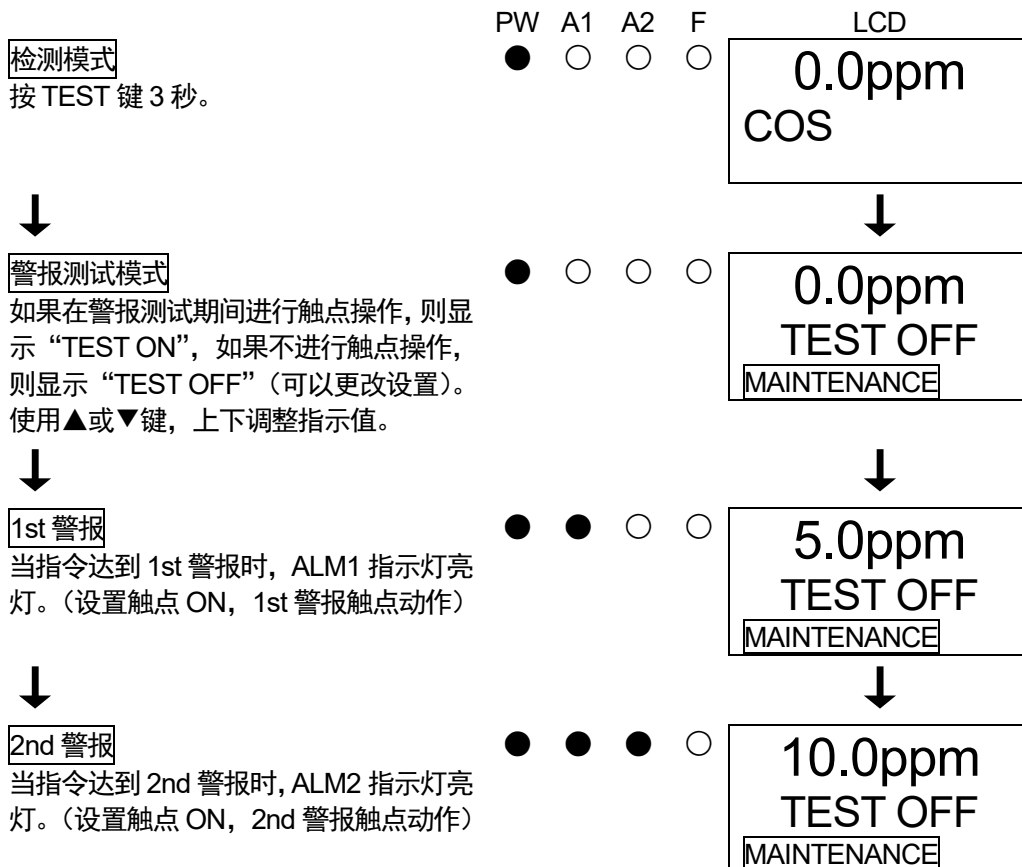 PW A1 A2 F LCD
检测模式
按 TEST 键 3 秒。
● ○ ○ ○
0.0ppm
COS
↓ ↓
警报测试模式
如果在警报测试期间进行触点操作，则显
示“TEST ON”，如果不进行触点操作，
则显示“TEST OFF”（可以更改设置）。
使用▲或▼键，上下调整指示值。
● ○ ○ ○
0.0ppm
TEST OFF
MAINTENANCE
↓ ↓
1st 警报
当指令达到 1st 警报时，ALM1 指示灯亮
灯。（设置触点 ON，1st 警报触点动作）
● ● ○ ○
5.0ppm
TEST OFF
MAINTENANCE
↓ ↓
2nd 警报
当指令达到 2nd 警报时，ALM2 指示灯亮
灯。（设置触点 ON，2nd 警报触点动作）
● ● ● ○
10.0ppm
TEST OFF
MAINTENANCE